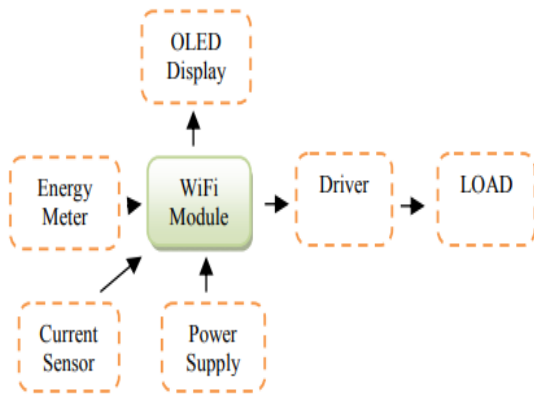 OLED
Display
Energy
Meter
WiFi
Module
Driver
LOAD
Current
Sensor
Power
Supply